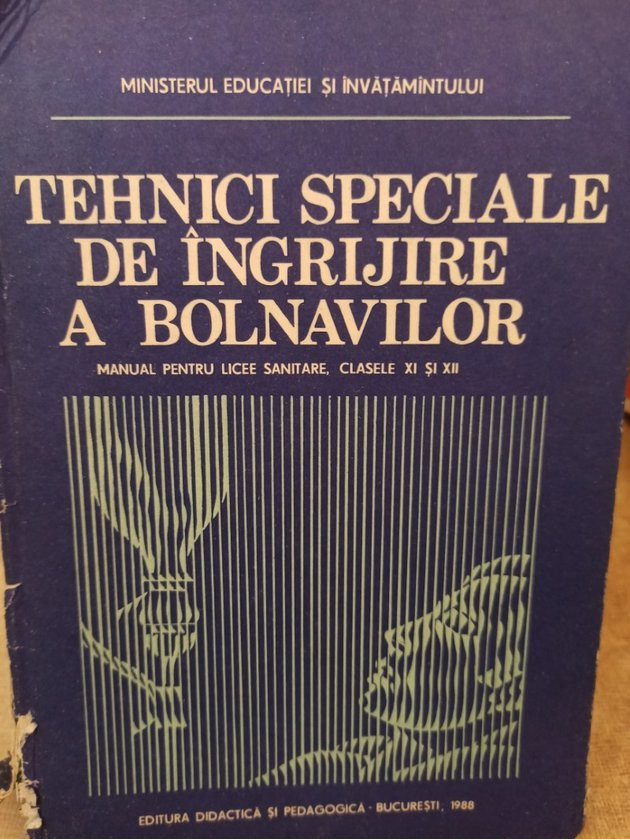 MINISTERUL EDUCAȚIEI ȘI ÎNVĂȚĂMÎNTULUI
TEHNICI SPECIALE
DE ÎNGRIJIRE
A BOLNAVILOR
MANUAL PENTRU LICEE SANITARE, CLASELE XI ȘI XII
EDITURA DIDACTICĂ ȘI PEDAGOGICĂ · BUCUREȘTI, 1988